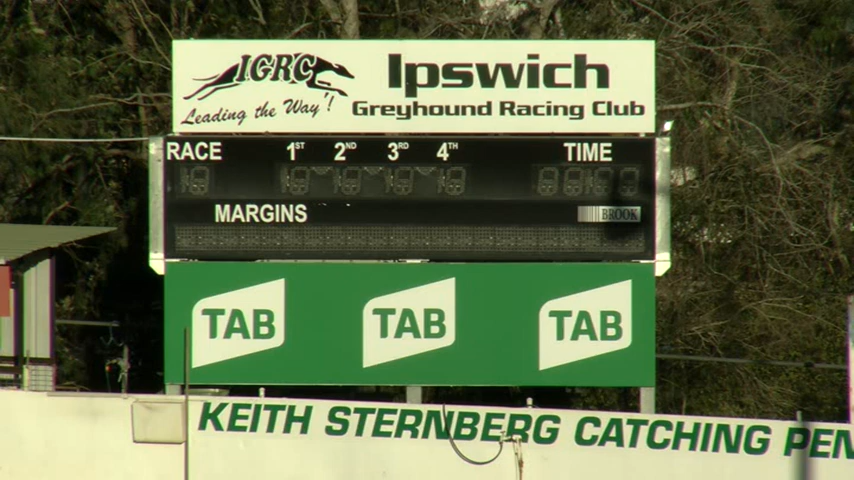 IGRC
Leading the Way'!
Ipswich
Greyhound Racing Club
RACE 1ST 2ND 3RD 4TH TIME
MARGINS
BROOK
TAB TAB TAB
KEITH STERNBERG CATCHING PEN